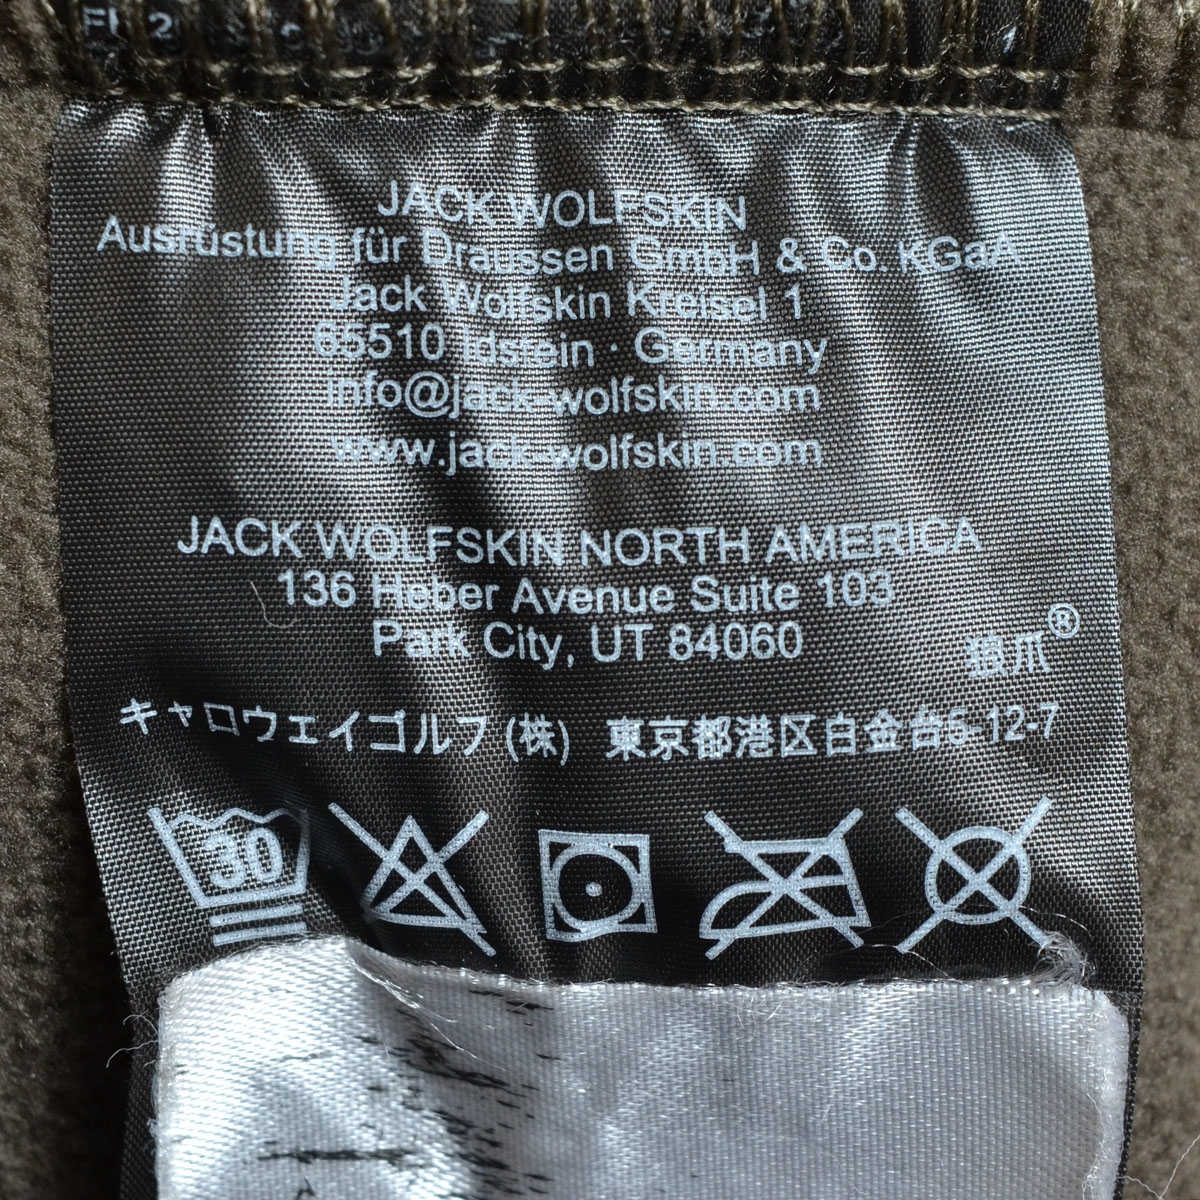 JACK WOLFSKIN
Ausrüstung für Draussen GmbH & Co. KGaA
Jack Wolfskin Kreisel 1
65510 Idstein · Germany
info@jack-wolfskin.com
www.jack-wolfskin.com
JACK WOLFSKIN NORTH AMERICA
136 Heber Avenue Suite 103
Park City, UT 84060
狼爪®
キャロウェイゴルフ (株) 東京都港区白金台5-12-7
30